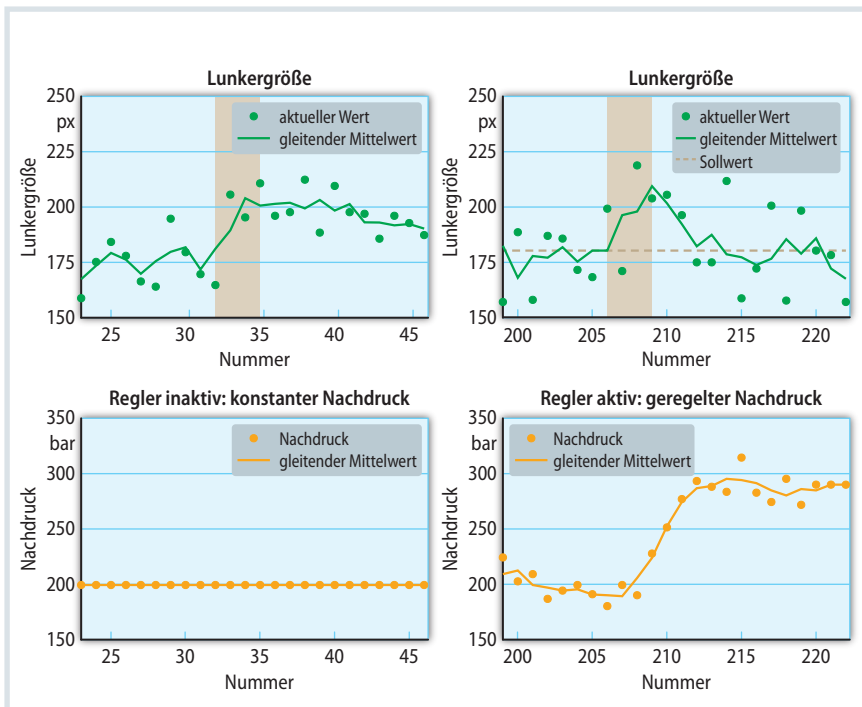 Lunkergröße
250
px
225
200
175
150
Lunkergröße
aktueller Wert
gleitender Mittelwert
25
30
35
40
45
Nummer
Lunkergröße
250
px
225
200
175
150
Lunkergröße
aktueller Wert
gleitender Mittelwert
Sollwert
200
205
210
215
220
Nummer
Regler inaktiv: konstanter Nachdruck
350
bar
300
250
200
150
Nachdruck
Nachdruck
gleitender Mittelwert
25
30
35
40
45
Nummer
Regler aktiv: geregelter Nachdruck
350
bar
300
250
200
150
Nachdruck
Nachdruck
gleitender Mittelwert
200
205
210
215
220
Nummer